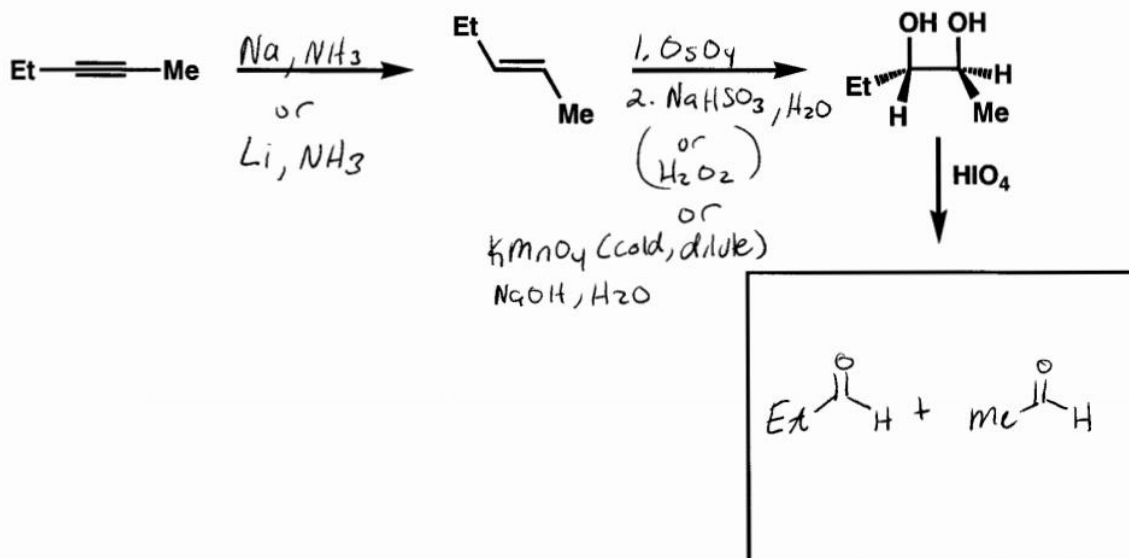 Et
Me
Na, NH3
or
Li, NH3
Et
Me
1. OsO4
2. NaHSO3, H2O
(or H2O2)
or
KMnO4 (cold, dilute)
NaOH, H2O
OH OH
Et
H
H
Me
HIO4
O
Et H
+
O
Me H